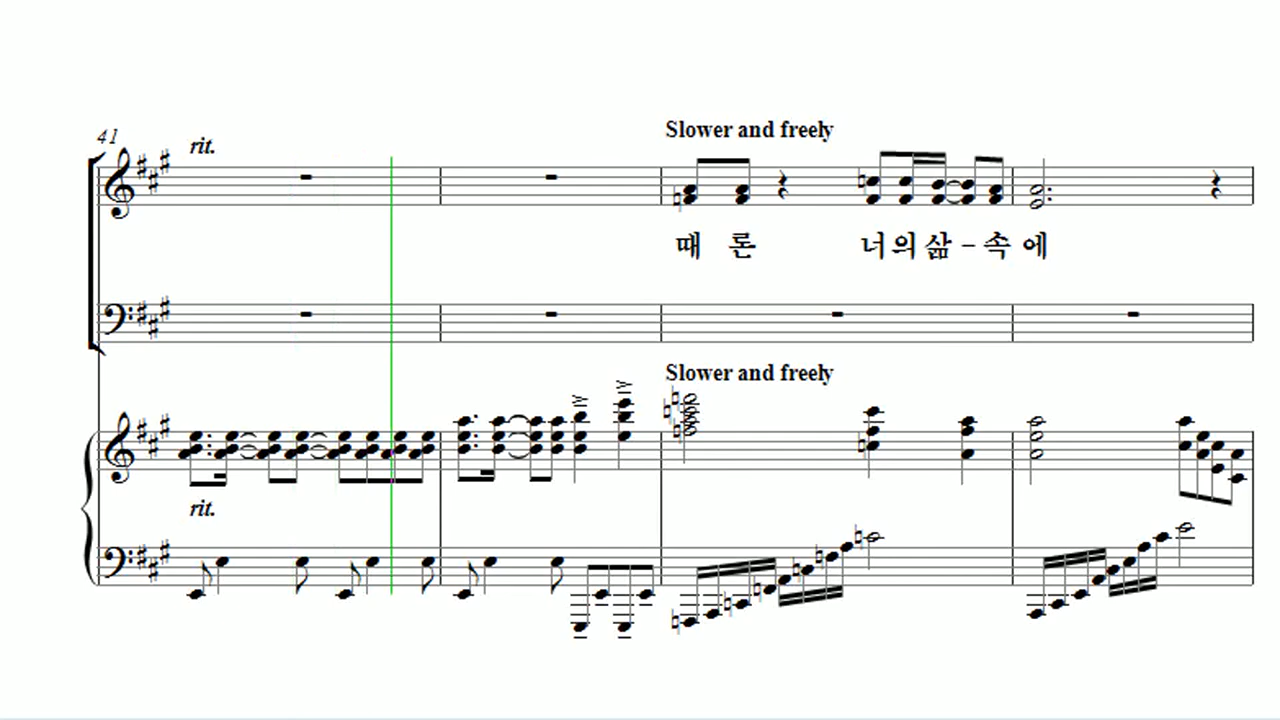 41
rit.
Slower and freely
때 론 너 의 삶 - 속 에
Slower and freely
rit.